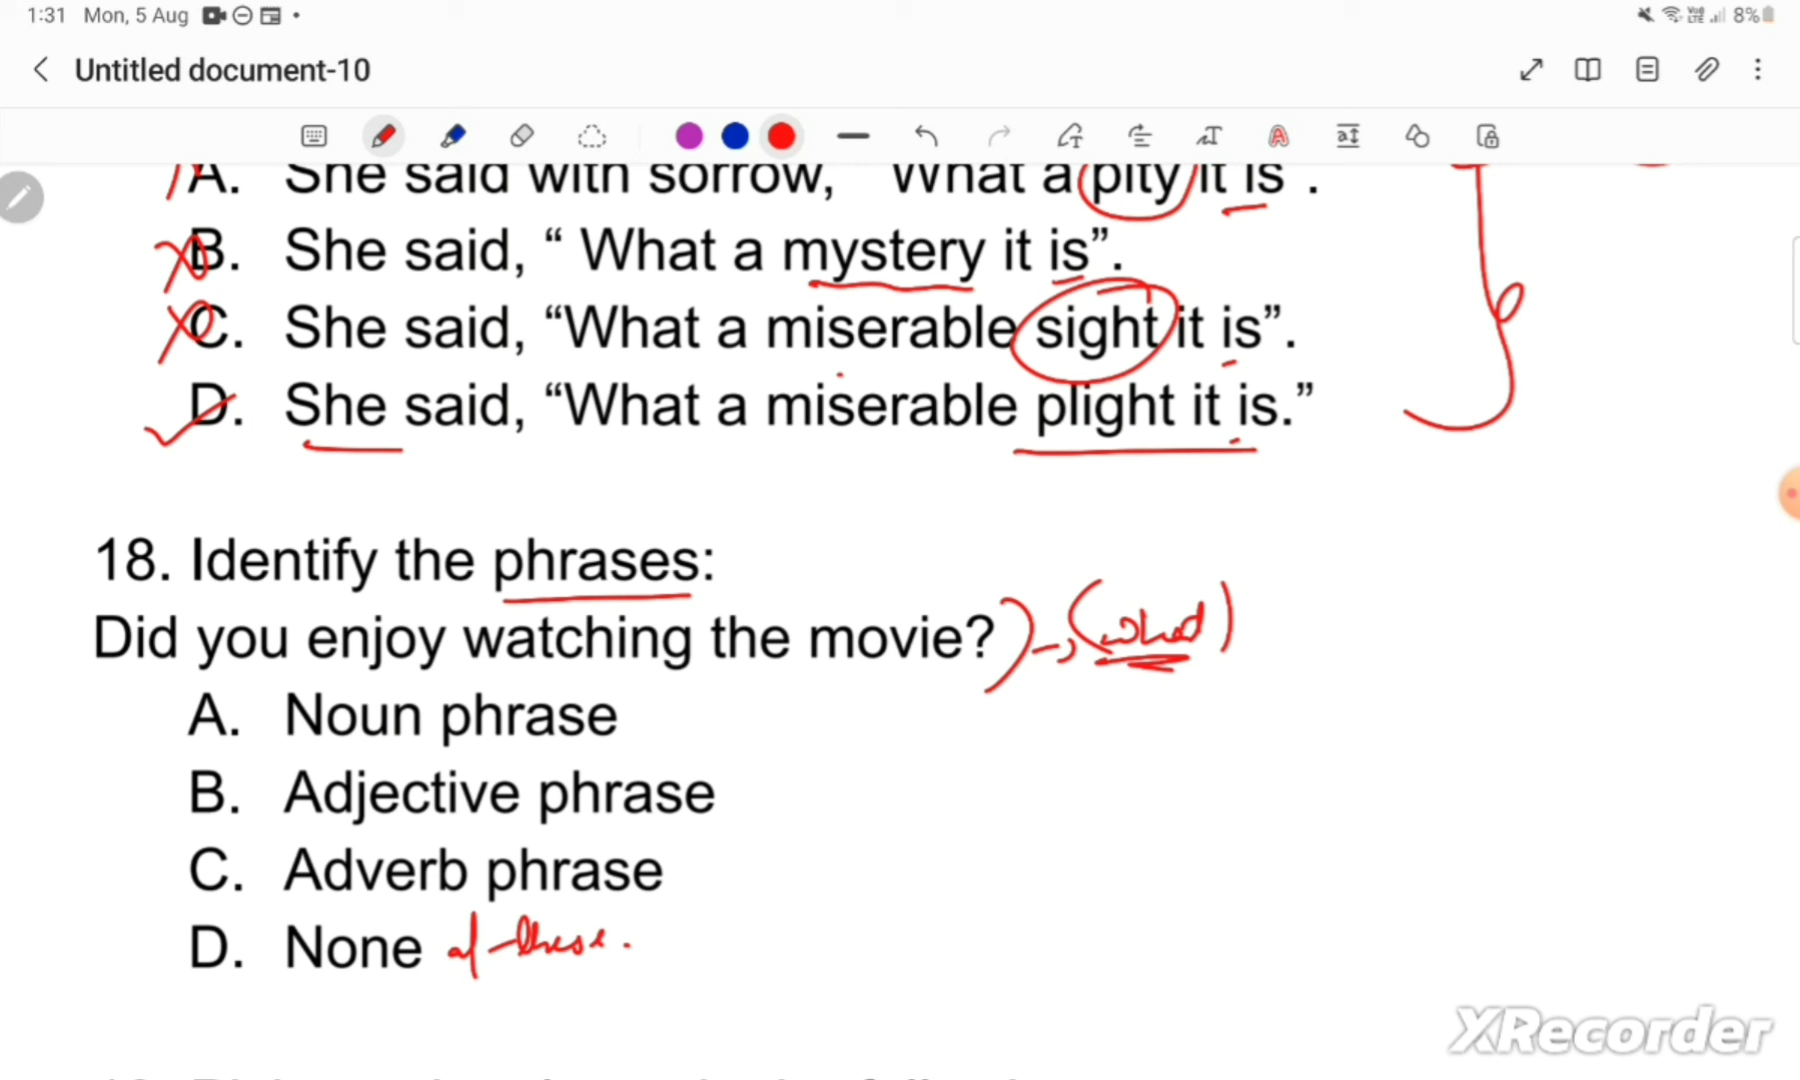 1:31 Mon, 5 Aug
8%
Untitled document-10
A. She said with sorrow, “ What a pity it is”.
B. She said, “ What a mystery it is”.
C. She said, “What a miserable sight it is”.
D. She said, “What a miserable plight it is.”
18. Identify the phrases:
Did you enjoy watching the movie? (what)
A. Noun phrase
B. Adjective phrase
C. Adverb phrase
D. None of these.
XRecorder